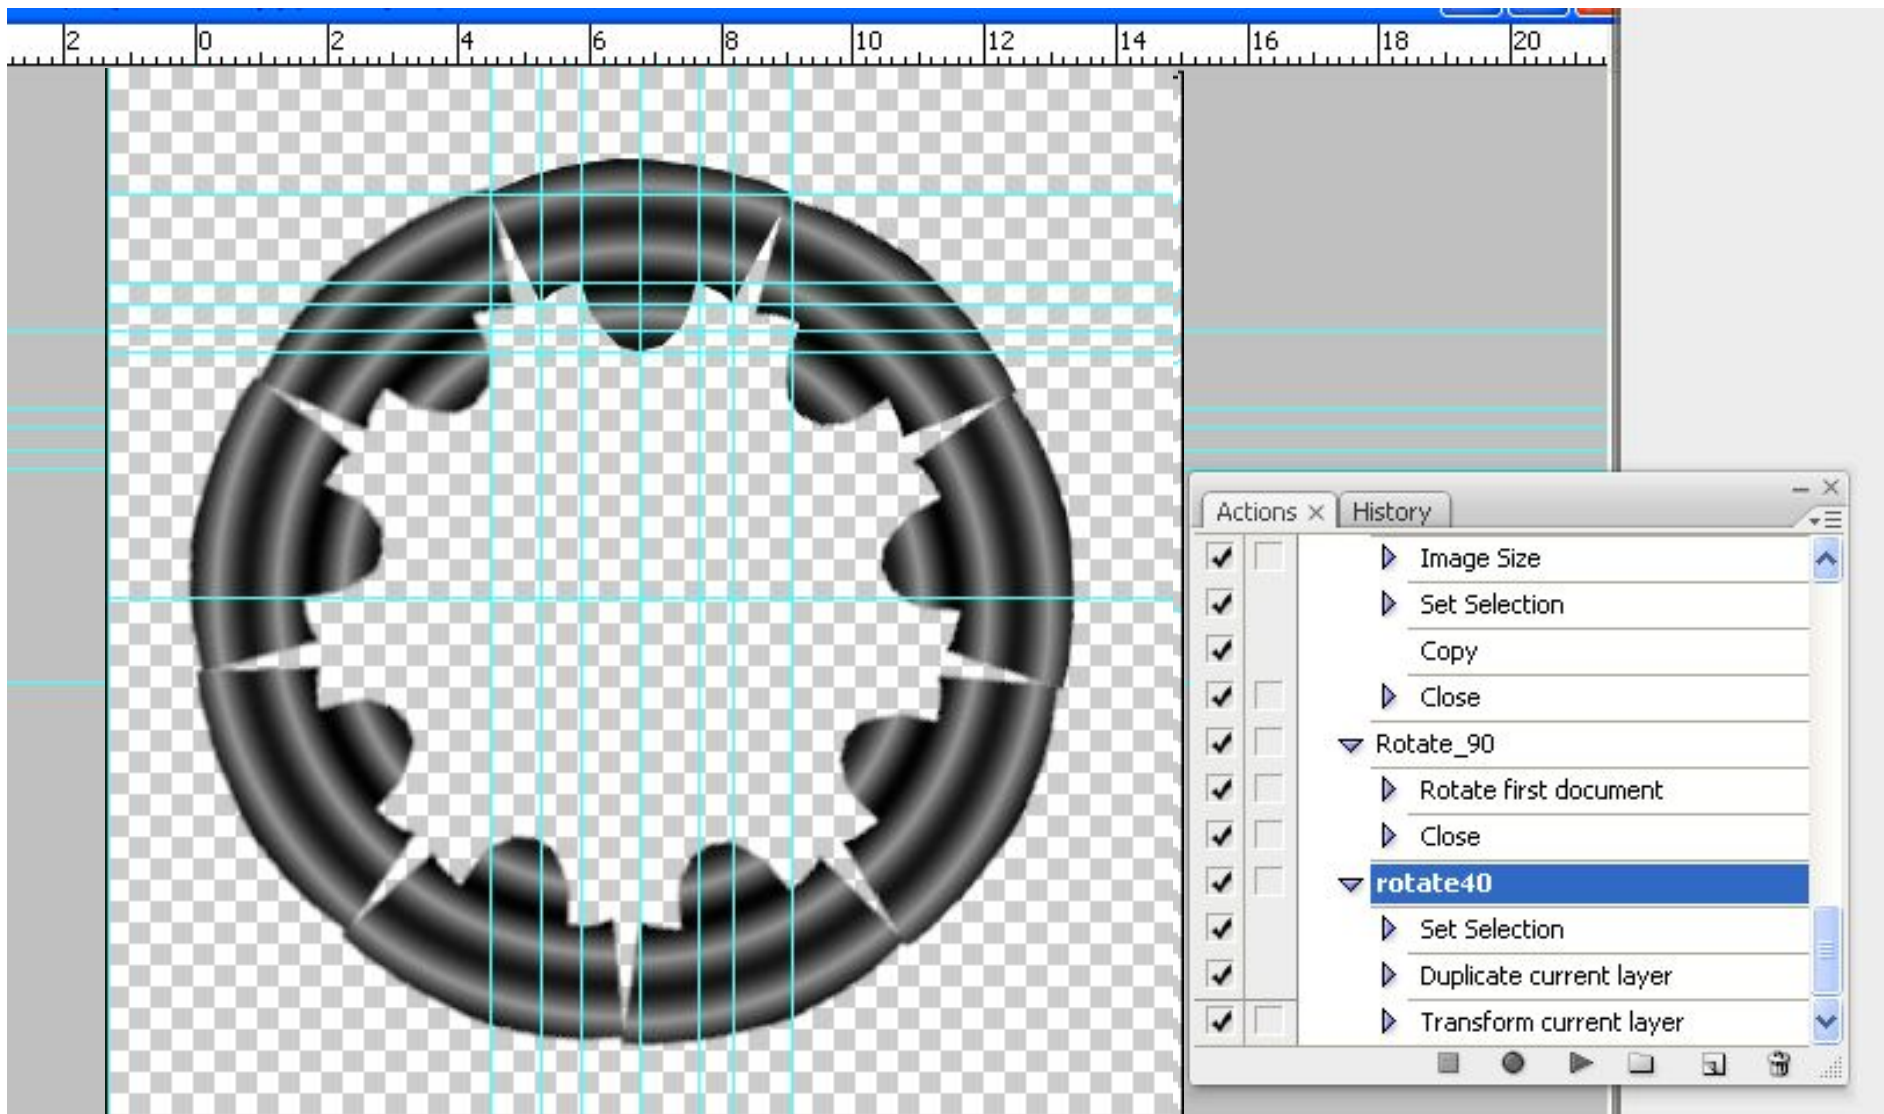 2 0 2 4 6 8 10 12 14 16 18 20
Actions × History
Image Size
Set Selection
Copy
Close
Rotate_90
Rotate first document
Close
rotate40
Set Selection
Duplicate current layer
Transform current layer